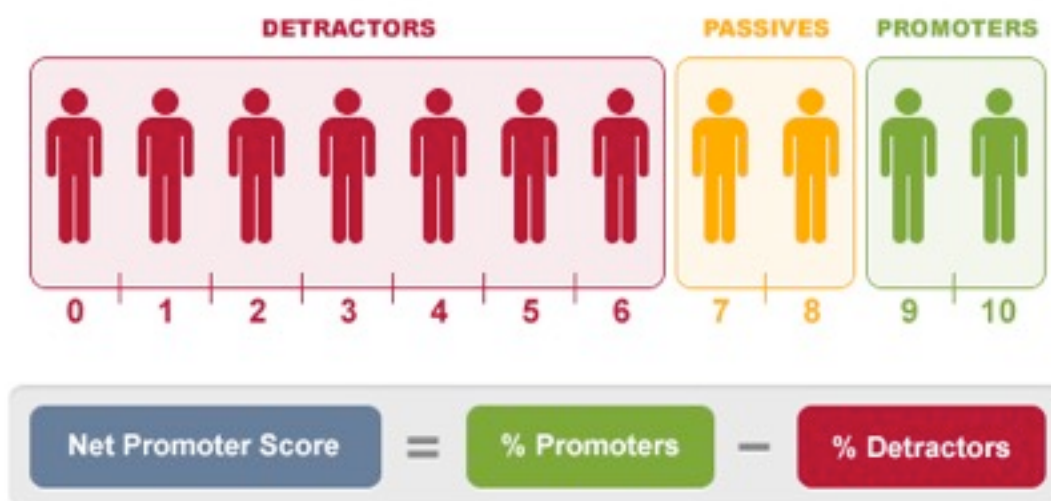 DETRACTORS PASSIVES PROMOTERS
0 1 2 3 4 5 6 7 8 9 10
Net Promoter Score = % Promoters − % Detractors